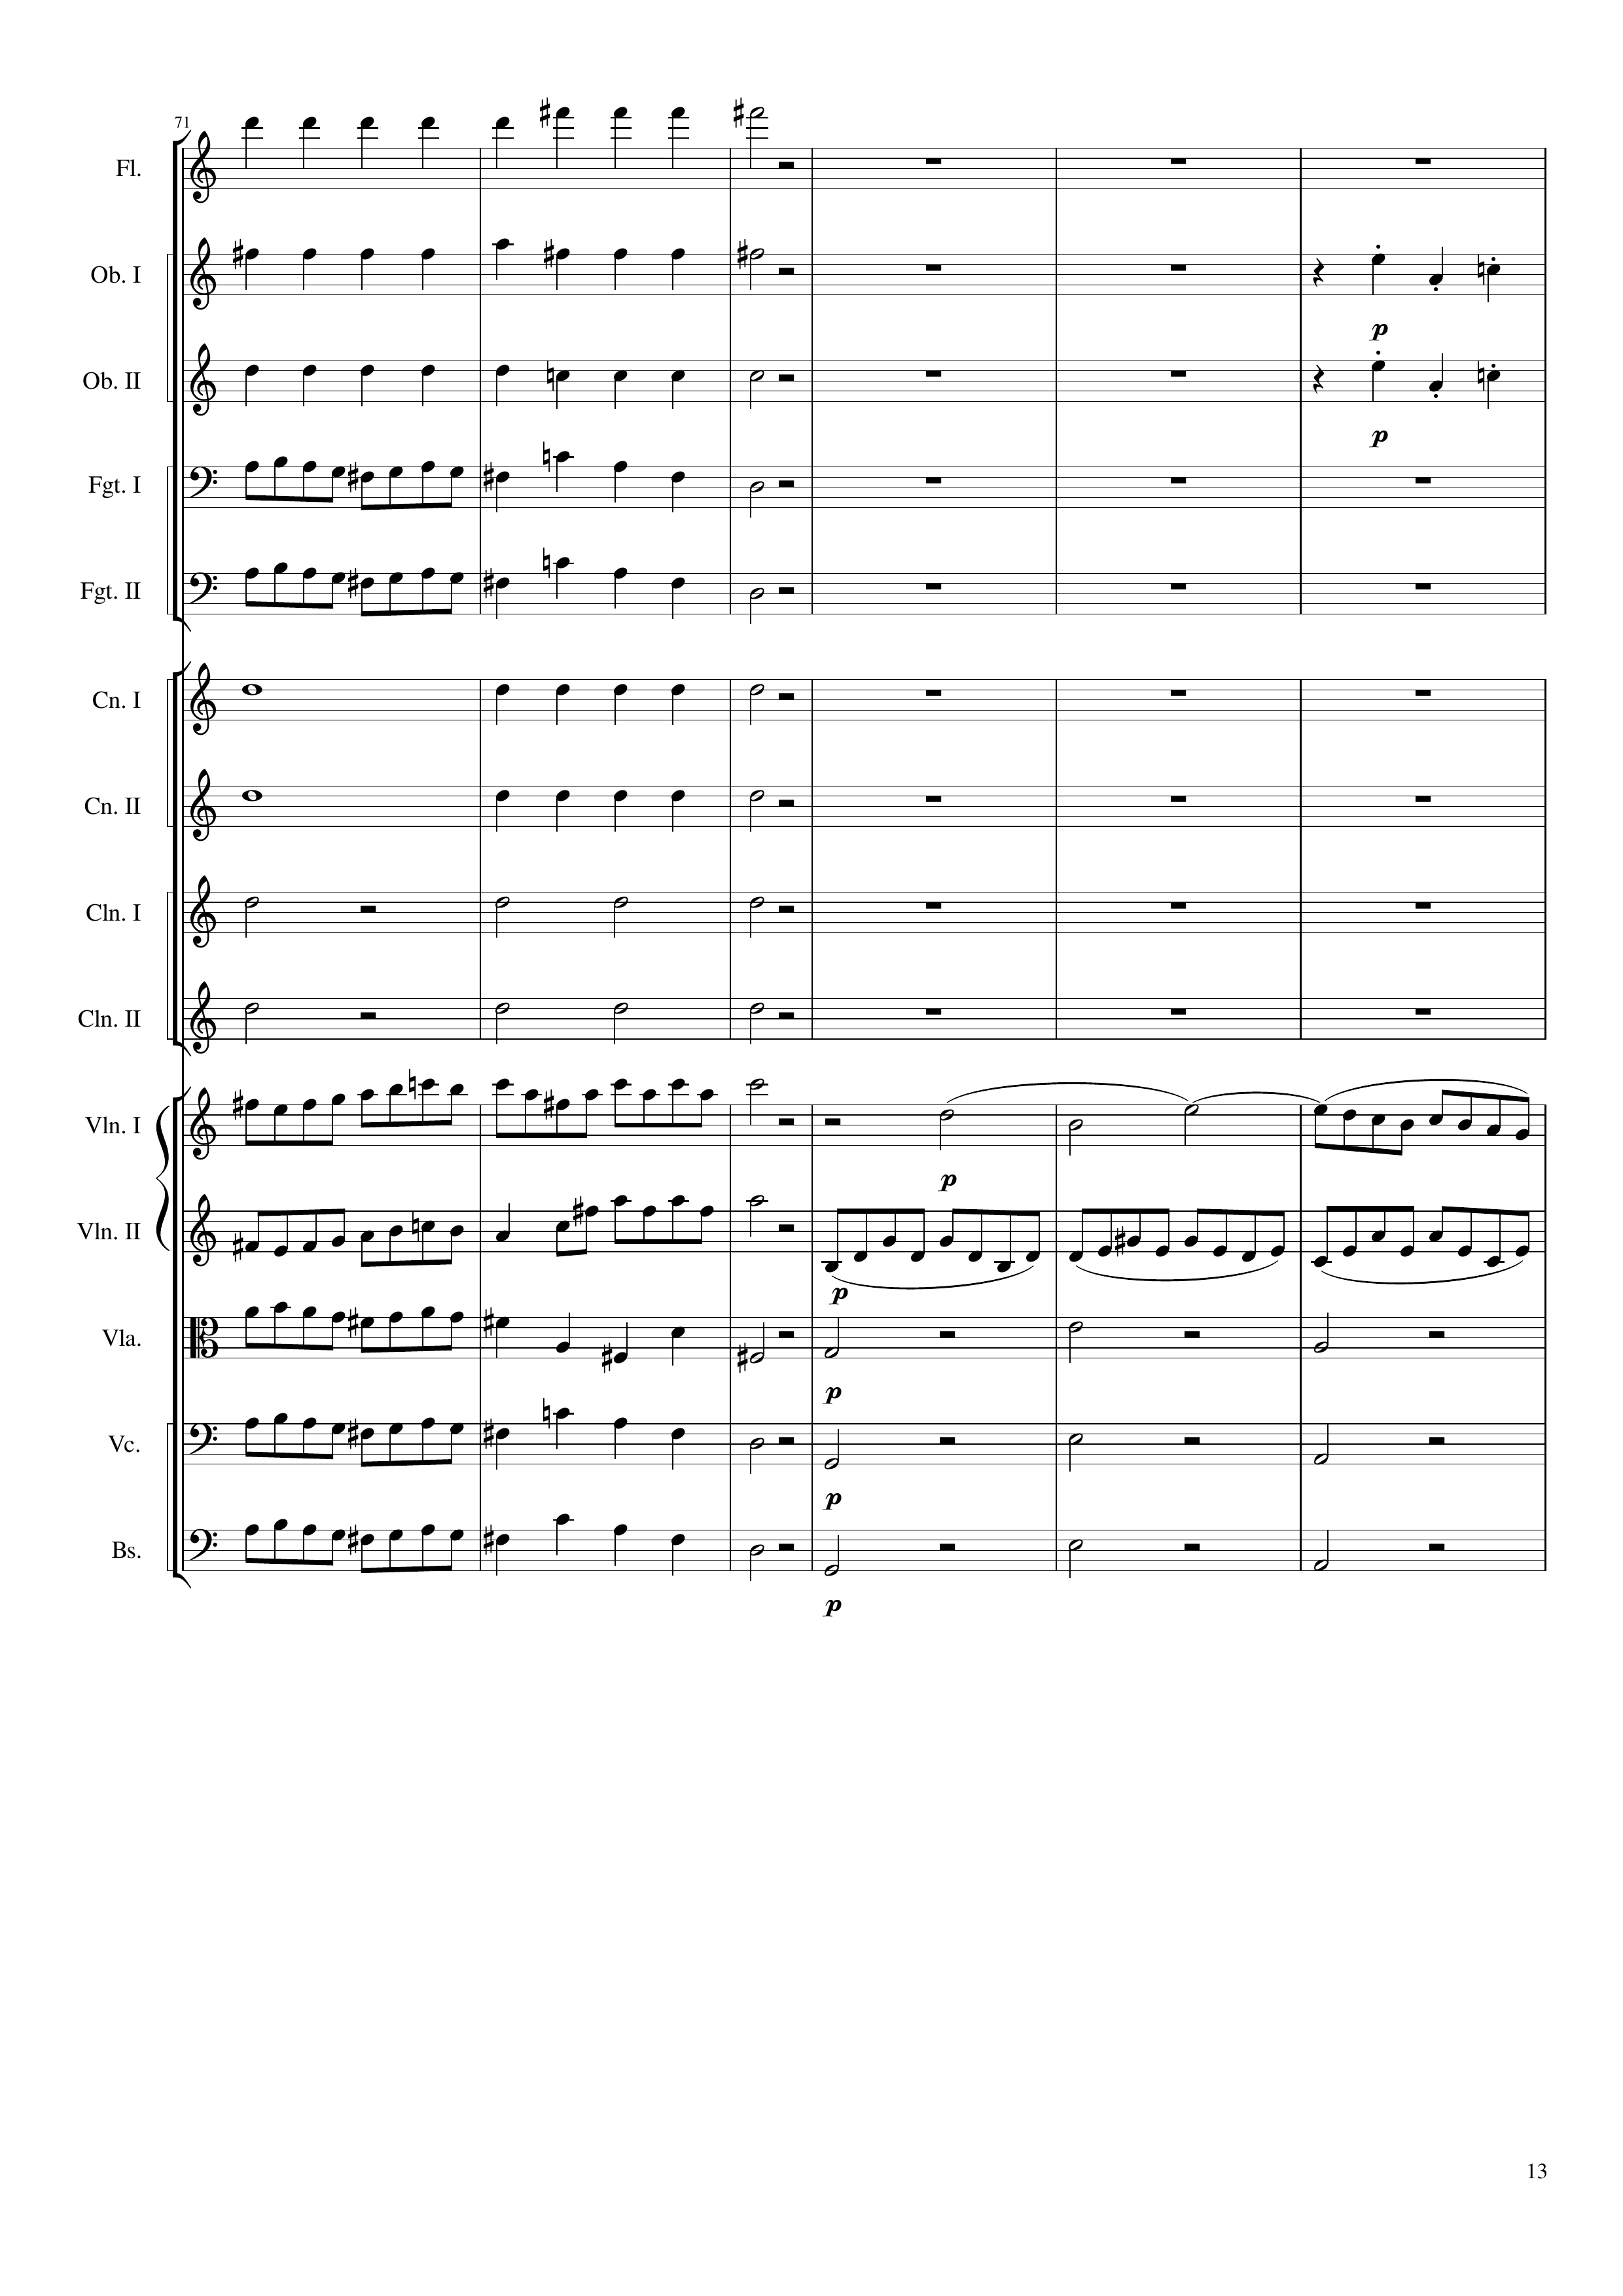 71
Fl.
Ob. I
p
Ob. II
p
Fgt. I
Fgt. II
Cn. I
Cn. II
Cln. I
Cln. II
Vln. I
p
Vln. II
p
Vla.
p
Vc.
p
Bs.
p
13